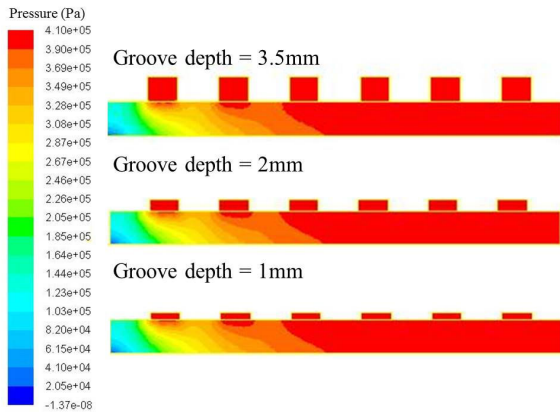 Pressure (Pa)
4.10e+05
3.90e+05
3.69e+05
3.49e+05
3.28e+05
3.08e+05
2.87e+05
2.67e+05
2.46e+05
2.26e+05
2.05e+05
1.85e+05
1.64e+05
1.44e+05
1.23e+05
1.03e+05
8.20e+04
6.15e+04
4.10e+04
2.05e+04
-1.37e-08
Groove depth = 3.5mm
Groove depth = 2mm
Groove depth = 1mm